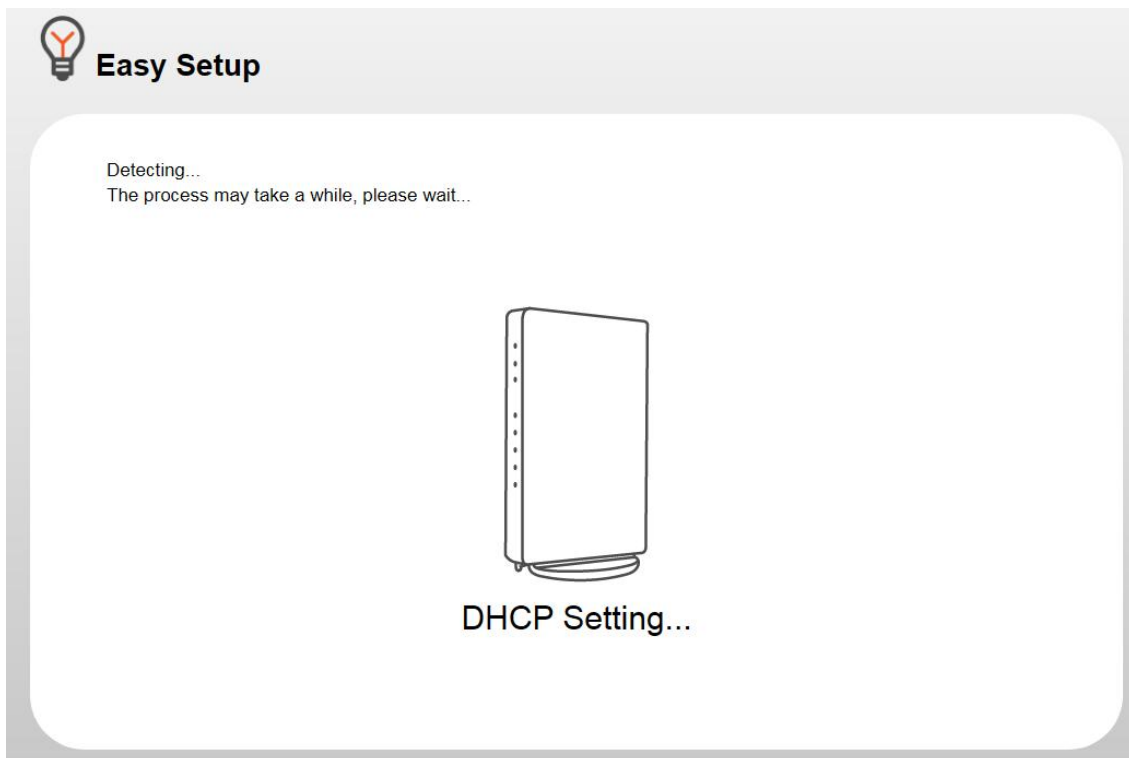 Easy Setup
Detecting...
The process may take a while, please wait...
DHCP Setting...